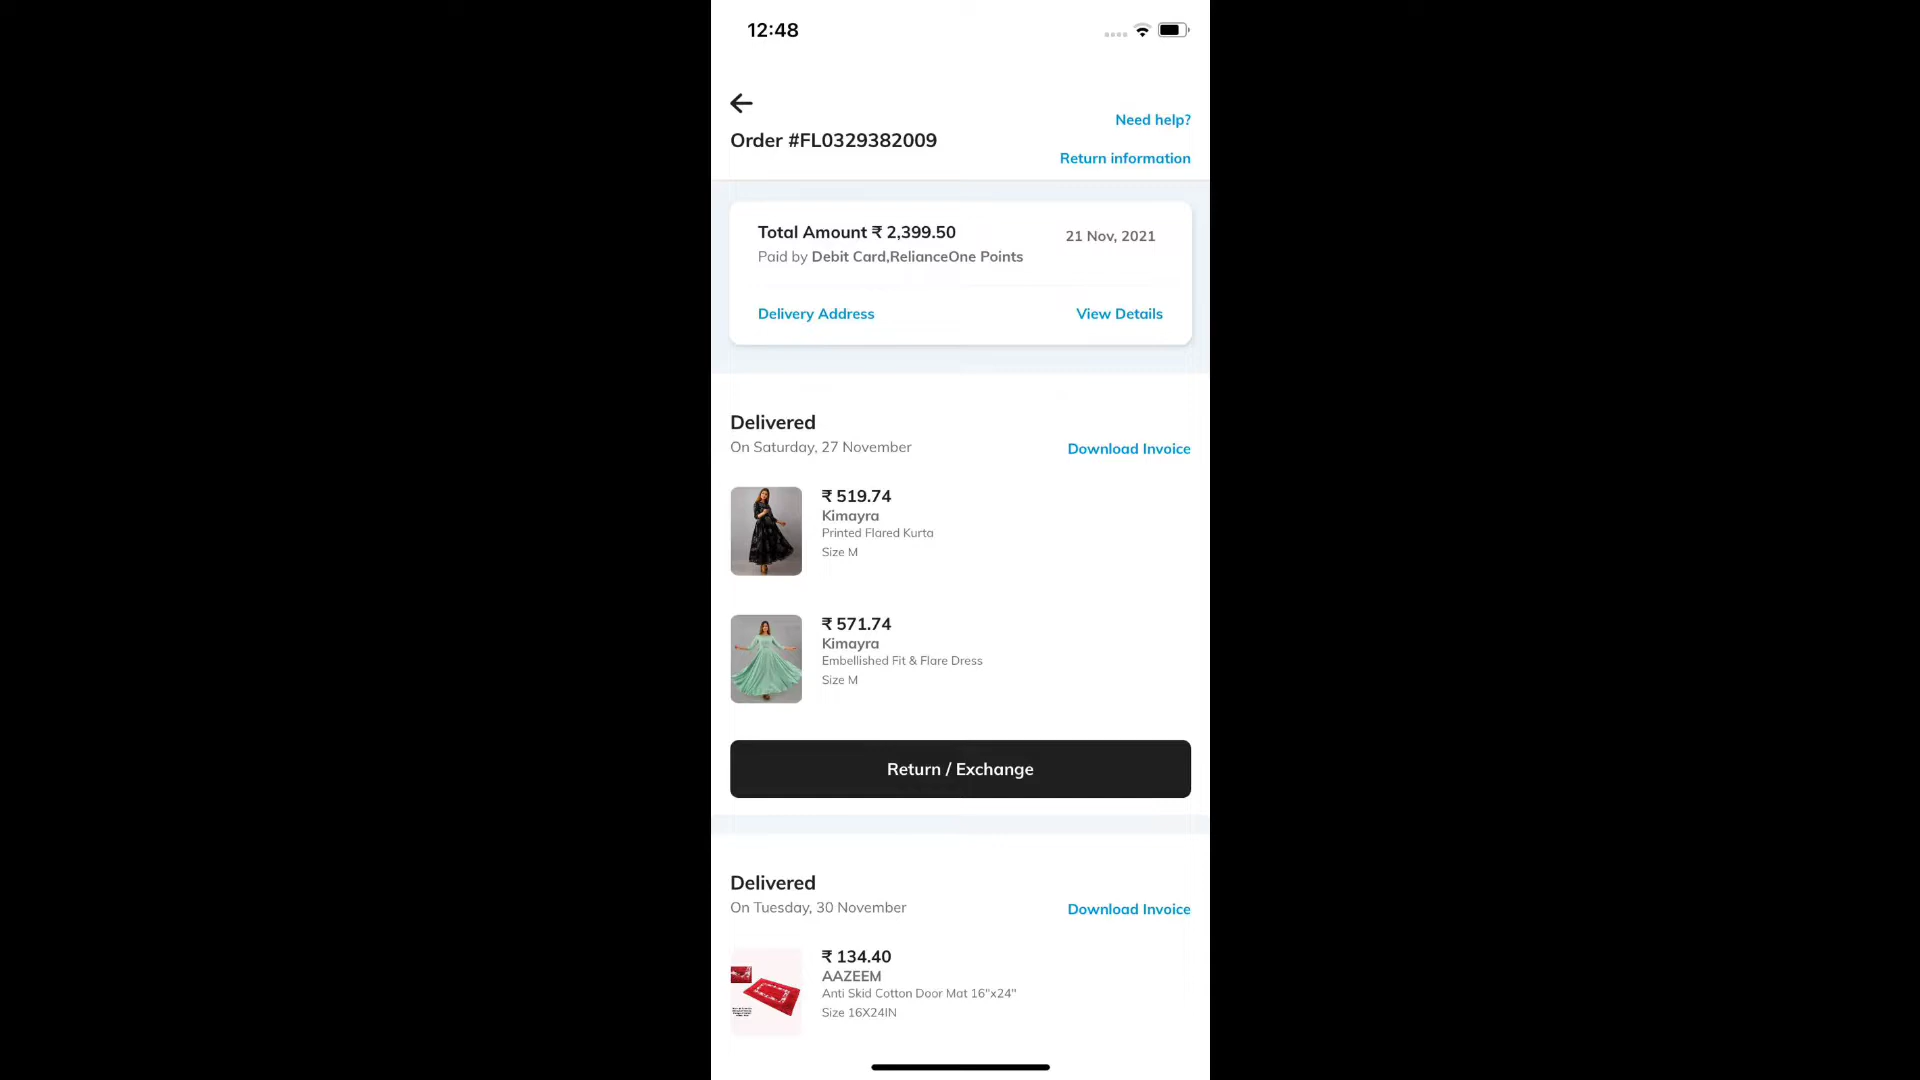 12:48
Need help?
Order #FL0329382009
Return information
Total Amount ₹ 2,399.50
21 Nov, 2021
Paid by Debit Card,RelianceOne Points
Delivery Address
View Details
Delivered
On Saturday, 27 November
Download Invoice
₹ 519.74
Kimayra
Printed Flared Kurta
Size M
₹ 571.74
Kimayra
Embellished Fit & Flare Dress
Size M
Return / Exchange
Delivered
On Tuesday, 30 November
Download Invoice
₹ 134.40
AAZEEM
Anti Skid Cotton Door Mat 16"x24"
Size 16X24IN